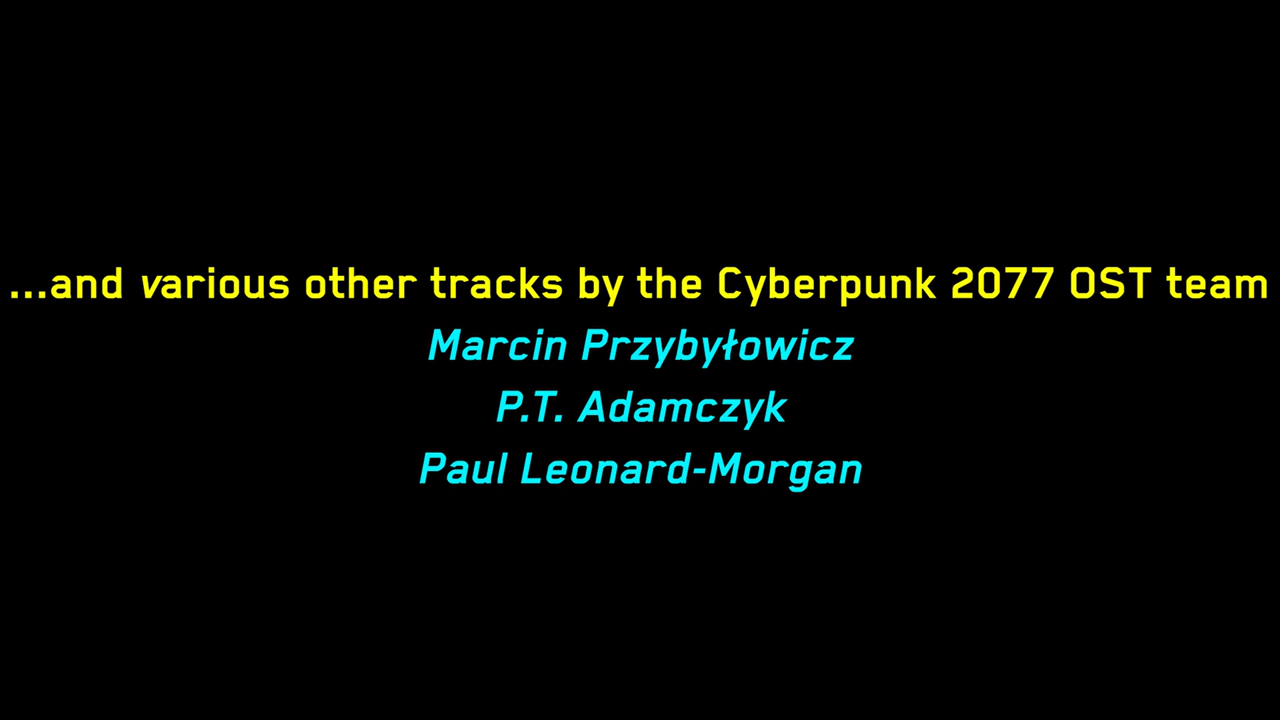 ...and various other tracks by the Cyberpunk 2077 OST team
Marcin Przybyłowicz
P.T. Adamczyk
Paul Leonard-Morgan